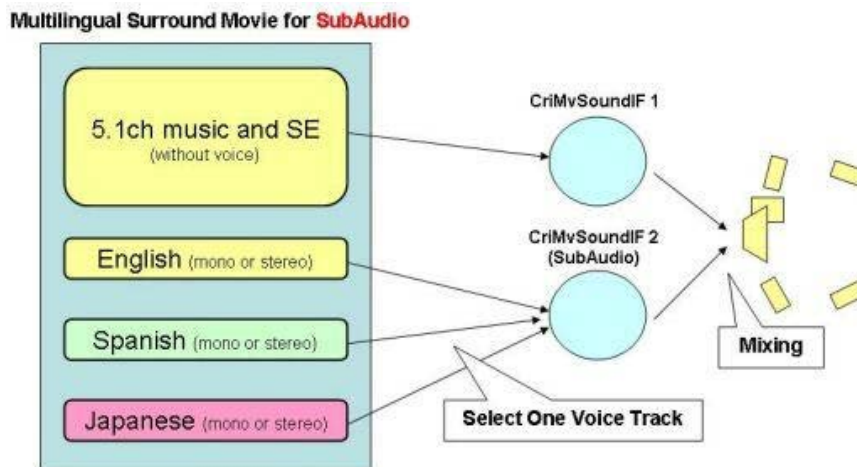 Multilingual Surround Movie for SubAudio
5.1ch music and SE
(without voice)
English (mono or stereo)
Spanish (mono or stereo)
Japanese (mono or stereo)
CriMvSoundIF 1
CriMvSoundIF 2
(SubAudio)
Select One Voice Track
Mixing